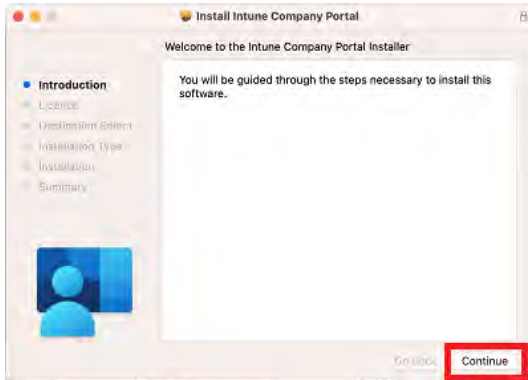 Install Intune Company Portal
Welcome to the Intune Company Portal Installer
Introduction
Licence
Destination Select
Installation Type
Installation
Summary
You will be guided through the steps necessary to install this
software.
Go Back
Continue